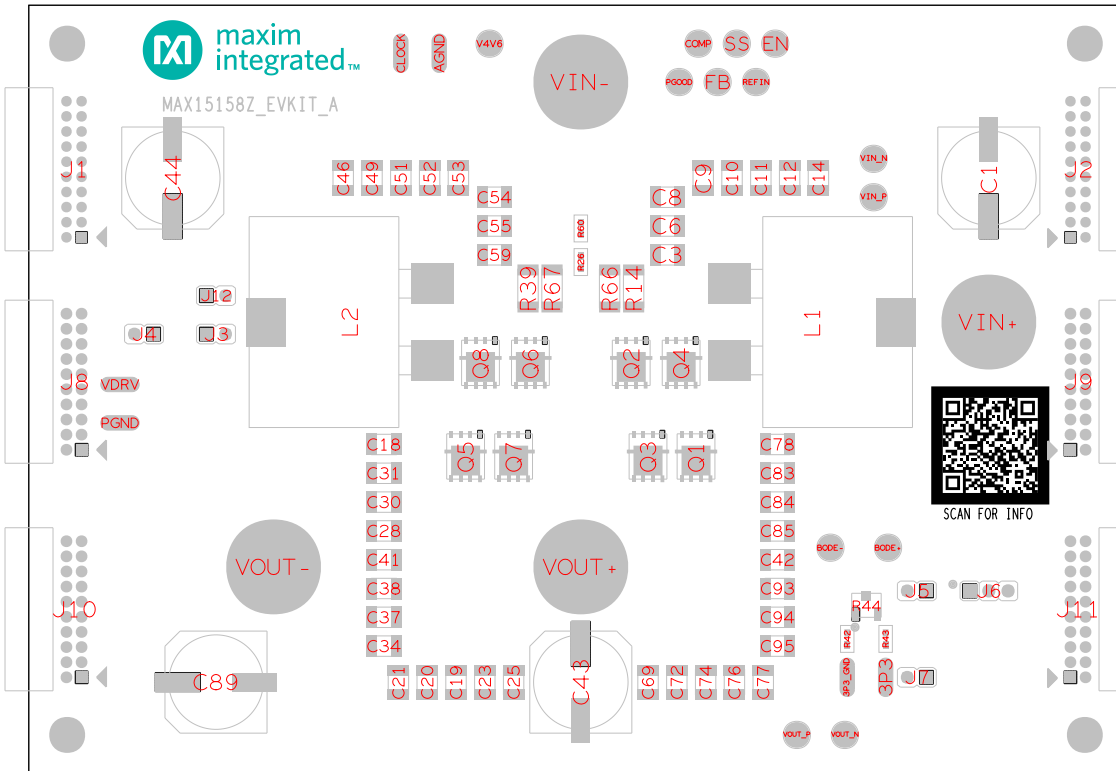 maxim
integrated™
MAX15158Z_EVKIT_A
CLOCK
AGND
V4V6
VIN-
COMP
SS
EN
PGOOD
FB
REFIN
J1
C44
C46
C49
C51
C52
C53
C54
C55
C59
R60
R26
C8
C6
C3
C9
C10
C11
C12
C14
VIN_N
VIN_P
C1
J2
J12
J4
J3
L2
R39
R67
R66
R14
L1
VIN+
J8
VDRV
PGND
Q8
Q6
Q2
Q4
J9
Q5
Q7
Q3
Q1
SCAN FOR INFO
C18
C31
C30
C28
C41
C38
C37
C34
C78
C83
C84
C85
C42
C93
C94
C95
VOUT-
VOUT+
BODE-
BODE+
J10
J5
J6
J11
R44
R42
R43
C89
C21
C20
C19
C23
C25
C43
C69
C72
C74
C76
C77
3P3_GND
3P3
J7
VOUT_P
VOUT_N